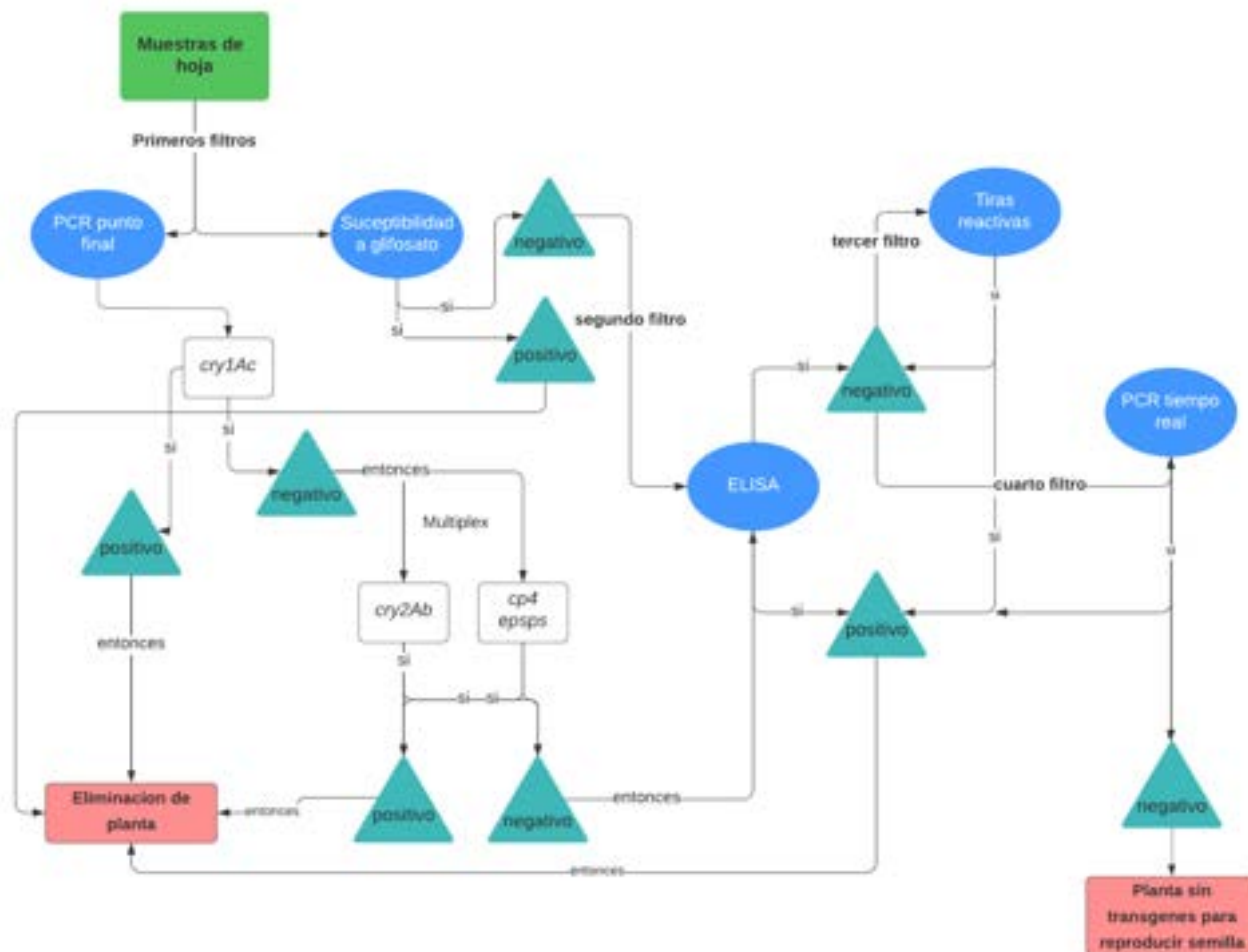 Muestras de
hoja
Primeros filtros
PCR punto
final
Suceptibilidad
a glifosato
negativo
Tiras
reactivas
tercer filtro
si
si
positivo
segundo filtro
si
cry1Ac
si
negativo
PCR tiempo
real
si
si
negativo
entonces
ELISA
cuarto filtro
Multiplex
positivo
si
si
cry2Ab
cp4
epsps
si
positivo
entonces
si
si
si
Eliminacion de
planta
entonces
positivo
negativo
entonces
negativo
entonces
Planta sin
transgenes para
reproducir semilla